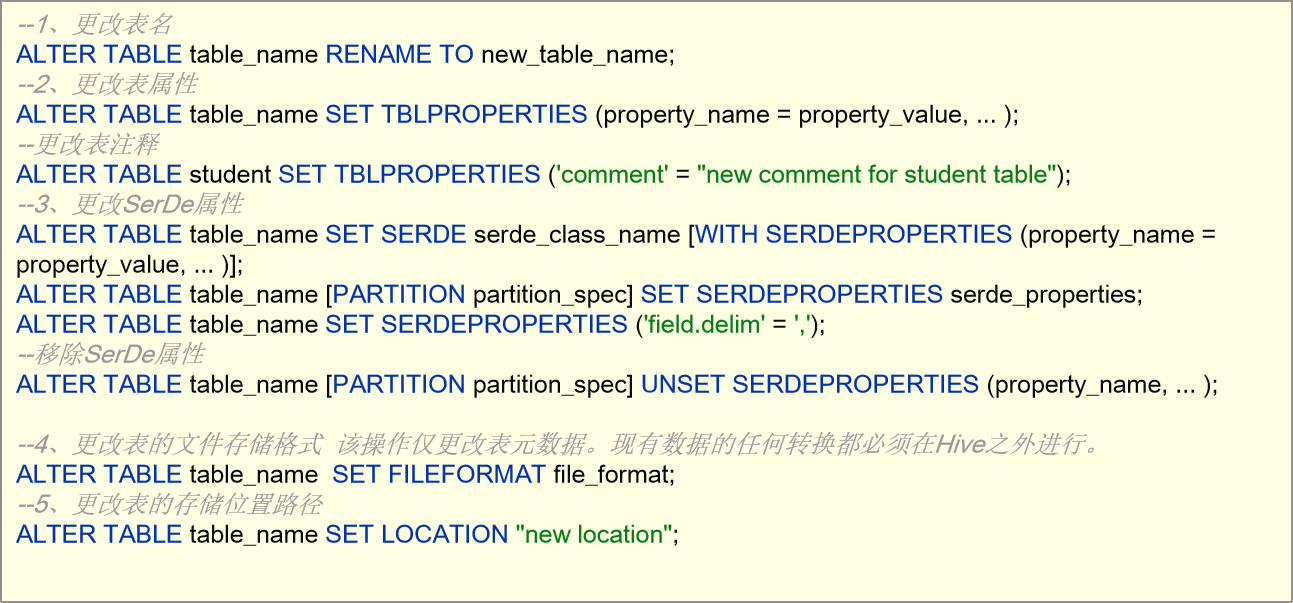 --1、更改表名
ALTER TABLE table_name RENAME TO new_table_name;
--2、更改表属性
ALTER TABLE table_name SET TBLPROPERTIES (property_name = property_value, ... );
--更改表注释
ALTER TABLE student SET TBLPROPERTIES ('comment' = "new comment for student table");
--3、更改SerDe属性
ALTER TABLE table_name SET SERDE serde_class_name [WITH SERDEPROPERTIES (property_name =
property_value, ... )];
ALTER TABLE table_name [PARTITION partition_spec] SET SERDEPROPERTIES serde_properties;
ALTER TABLE table_name SET SERDEPROPERTIES ('field.delim' = ',');
--移除SerDe属性
ALTER TABLE table_name [PARTITION partition_spec] UNSET SERDEPROPERTIES (property_name, ... );
--4、更改表的文件存储格式  该操作仅更改表元数据。现有数据的任何转换都必须在Hive之外进行。
ALTER TABLE table_name  SET FILEFORMAT file_format;
--5、更改表的存储位置路径
ALTER TABLE table_name SET LOCATION "new location";